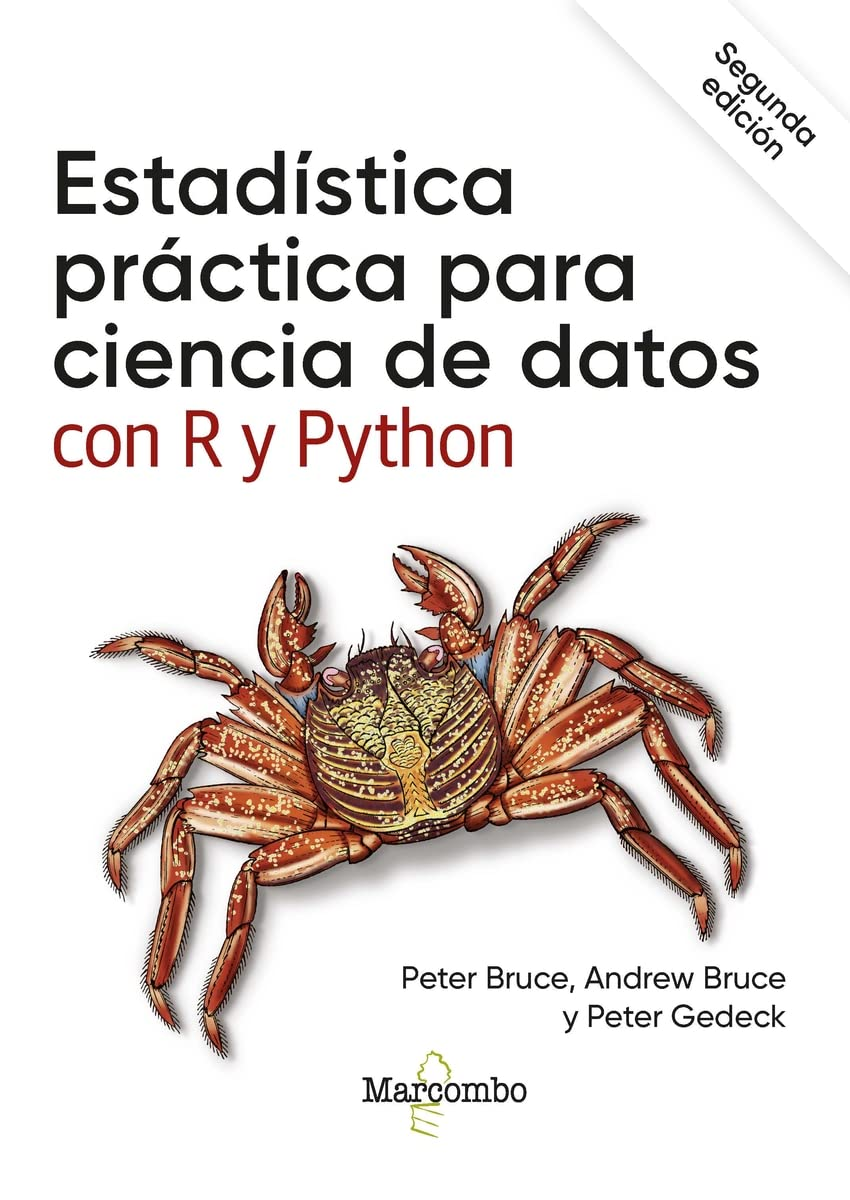 Segunda
edición
Estadística
práctica para
ciencia de datos
con R y Python
Peter Bruce, Andrew Bruce
y Peter Gedeck
Marcombo